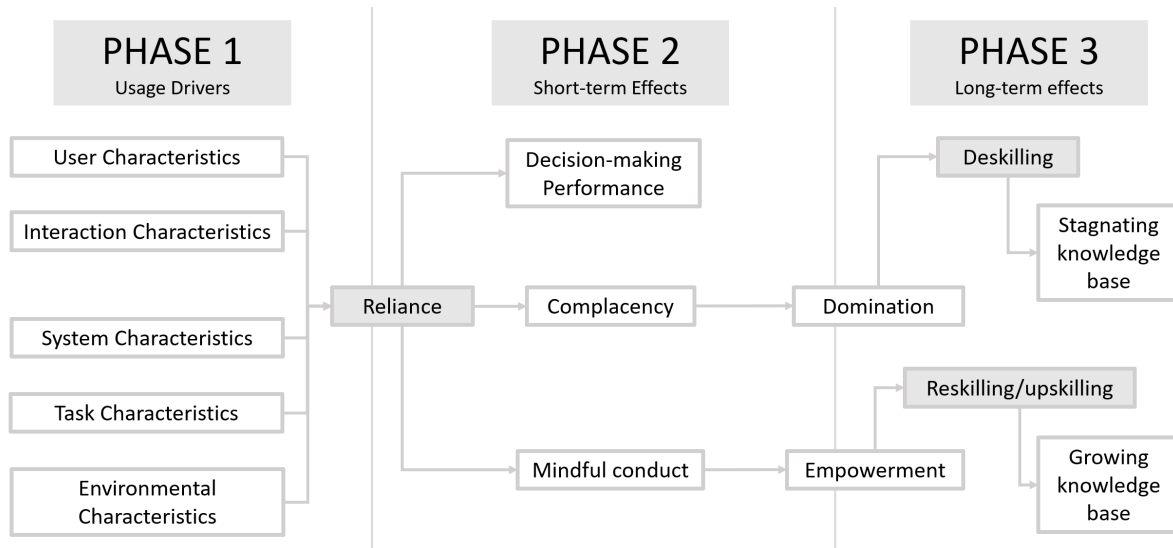 PHASE 1
Usage Drivers
PHASE 2
Short-term Effects
PHASE 3
Long-term effects
User Characteristics
Interaction Characteristics
System Characteristics
Task Characteristics
Environmental
Characteristics
Reliance
Decision-making
Performance
Complacency
Mindful conduct
Domination
Empowerment
Deskilling
Stagnating
knowledge
base
Reskilling/upskilling
Growing
knowledge
base